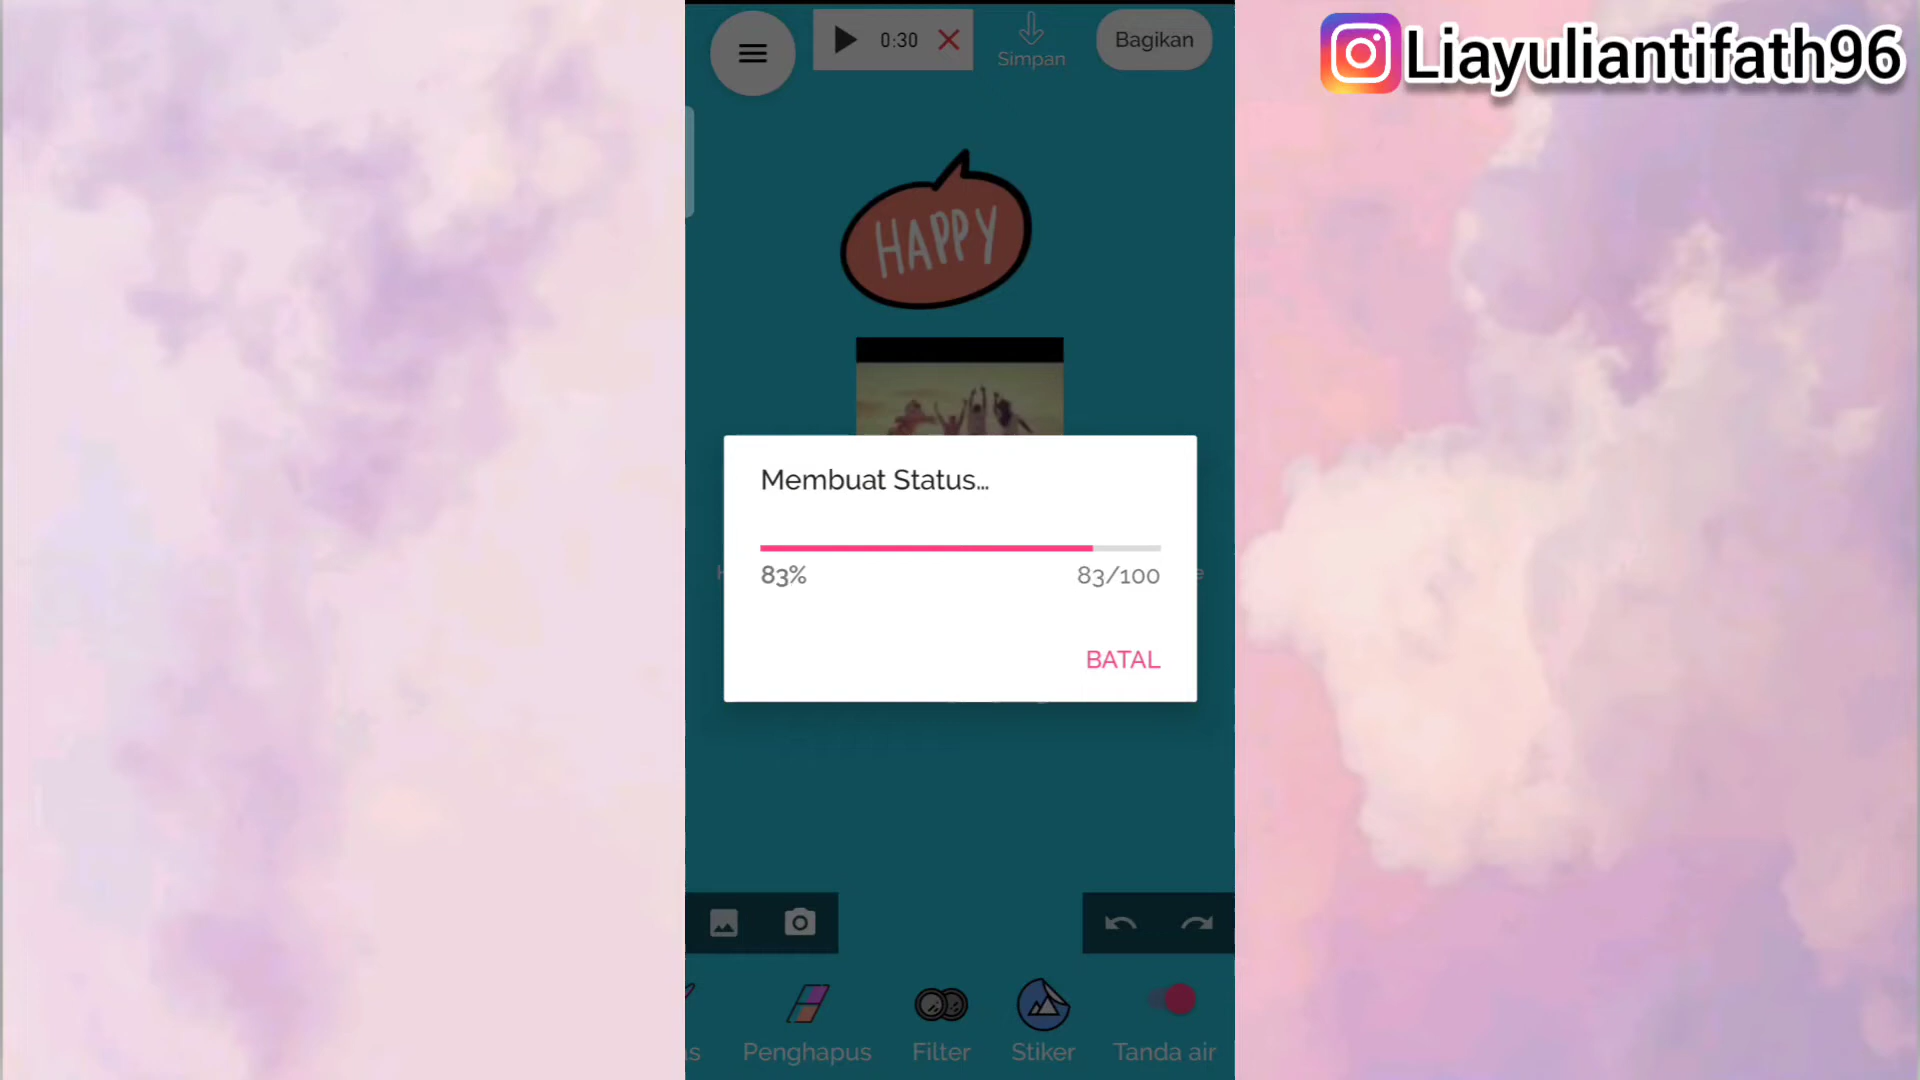 Liayuliantifath96
0:30
Simpan
Bagikan
HAPPY
Membuat Status...
83%
83/100
BATAL
Penghapus
Filter
Stiker
Tanda air